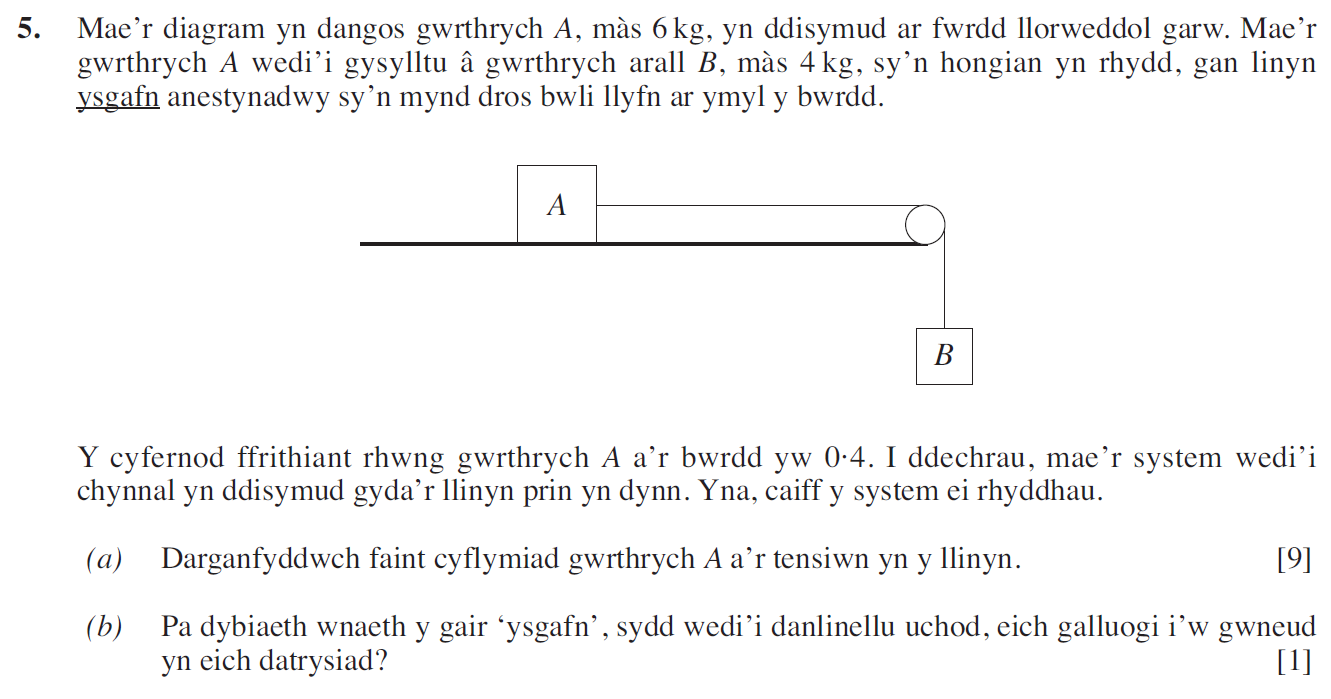 5. Mae'r diagram yn dangos gwrthrych A, màs 6 kg, yn ddisymud ar fwrdd llorweddol garw. Mae'r
gwrthrych A wedi'i gysylltu â gwrthrych arall B, màs 4 kg, sy'n hongian yn rhydd, gan linyn
ysgafn anestynadwy sy'n mynd dros bwli llyfn ar ymyl y bwrdd.
A
B
Y cyfernod ffrithiant rhwng gwrthrych A a'r bwrdd yw 0·4. I ddechrau, mae'r system wedi'i
chynnal yn ddisymud gyda'r llinyn prin yn dynn. Yna, caiff y system ei rhyddhau.
(a) Darganfyddwch faint cyflymiad gwrthrych A a'r tensiwn yn y llinyn. [9]
(b) Pa dybiaeth wnaeth y gair ‘ysgafn’, sydd wedi'i danlinellu uchod, eich galluogi i'w gwneud
yn eich datrysiad? [1]